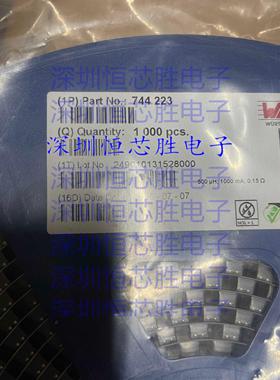 深圳恒芯胜电子
(1P) Part No.: 744 223
深圳恒芯胜电子
(Q) Quantity: 1 000 pcs.
深圳恒芯胜电子
(1T) Lot No.: 249010131528000
500 µH, 1000 mA, 0,15 Ω
07 - 07
深圳恒芯胜电子
深圳恒芯胜电子
深圳恒芯胜电子